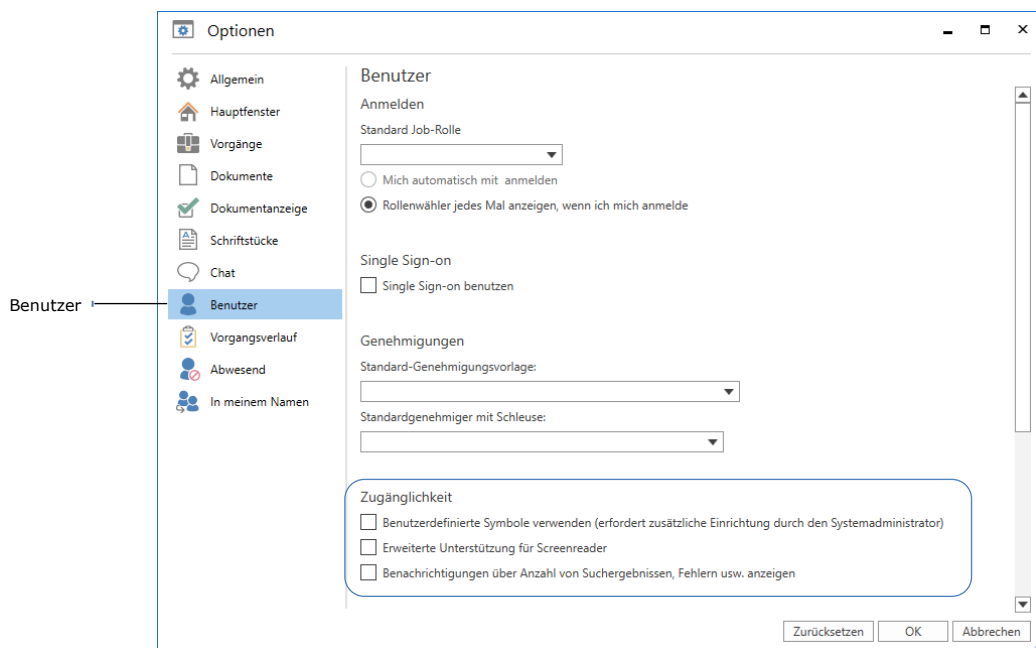 Optionen
Allgemein
Hauptfenster
Vorgänge
Dokumente
Dokumentanzeige
Schriftstücke
Chat
Benutzer
Benutzer
Vorgangsverlauf
Abwesend
In meinem Namen
Benutzer
Anmelden
Standard Job-Rolle
Mich automatisch mit anmelden
Rollenwähler jedes Mal anzeigen, wenn ich mich anmelde
Single Sign-on
Single Sign-on benutzen
Genehmigungen
Standard-Genehmigungsvorlage:
Standardgenehmiger mit Schleuse:
Zugänglichkeit
Benutzerdefinierte Symbole verwenden (erfordert zusätzliche Einrichtung durch den Systemadministrator)
Erweiterte Unterstützung für Screenreader
Benachrichtigungen über Anzahl von Suchergebnissen, Fehlern usw. anzeigen
Zurücksetzen
OK
Abbrechen